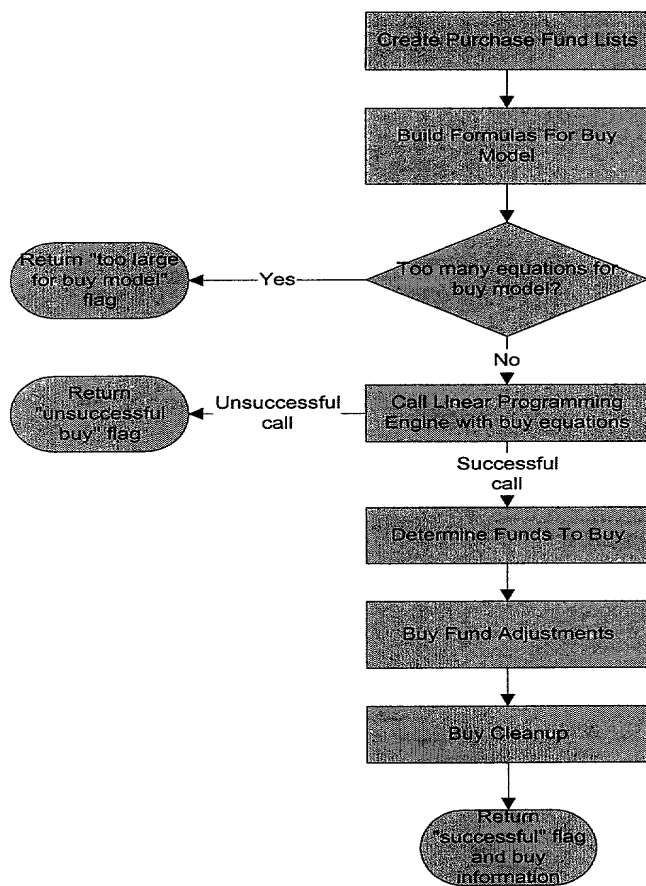 Create Purchase Fund Lists
Build Formulas For Buy
Model
Too many equations for
buy model?
Yes
Return "too large
for buy model"
flag
No
Call Linear Programming
Engine with buy equations
Unsuccessful
call
Return
"unsuccessful
buy" flag
Successful
call
Determine Funds To Buy
Buy Fund Adjustments
Buy Cleanup
Return
"successful" flag
and buy
information